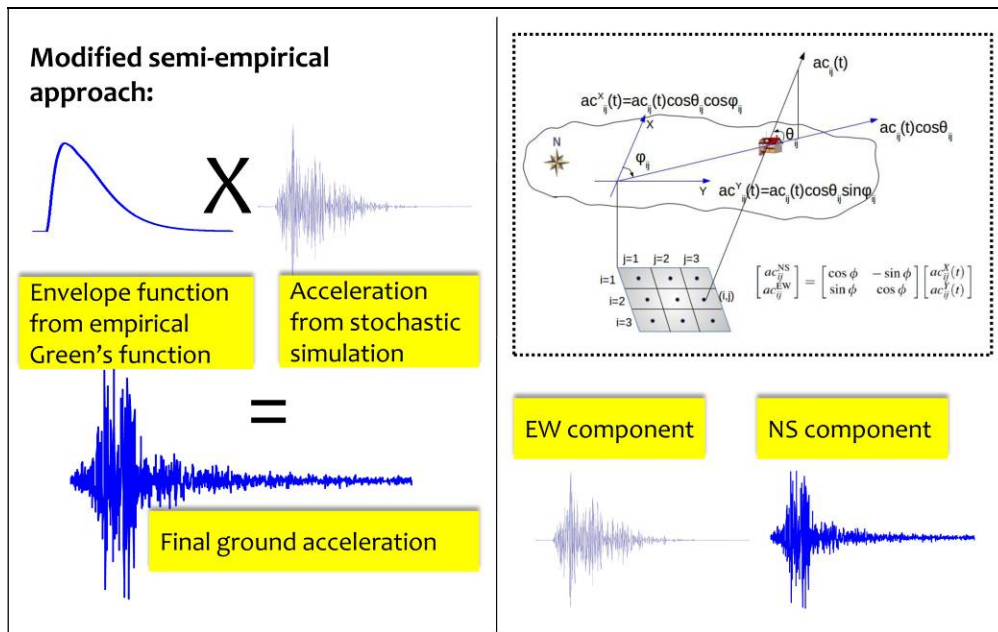 Modified semi-empirical
approach:
X
Envelope function
from empirical
Green's function
Acceleration
from stochastic
simulation
=
Final ground acceleration
ac_ij(t)
ac^X_ij(t)=ac_ij(t)cosθ_ij cosφ_ij
X
θ_ij
ac_ij(t)cosθ_ij
N
φ_ij
Y
ac^Y_ij(t)=ac_ij(t)cosθ_ij sinφ_ij
j=1 j=2 j=3
i=1
i=2
(i,j)
i=3
[ac^NS_ij] = [cos ϕ −sin ϕ] [ac^X_ij(t)]
[ac^EW_ij] [sin ϕ cos ϕ] [ac^Y_ij(t)]
EW component
NS component